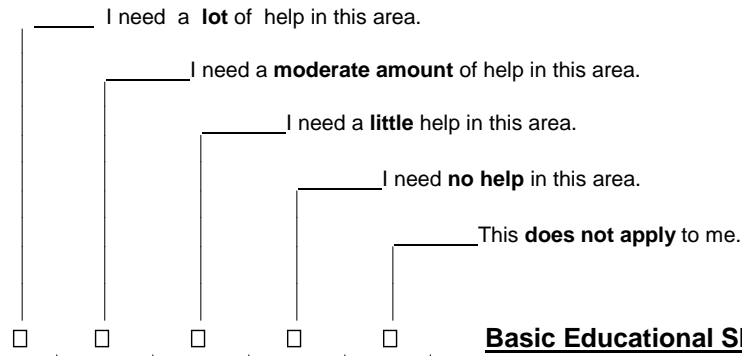 I need a lot of help in this area.
I need a moderate amount of help in this area.
I need a little help in this area.
I need no help in this area.
This does not apply to me.
Basic Educational